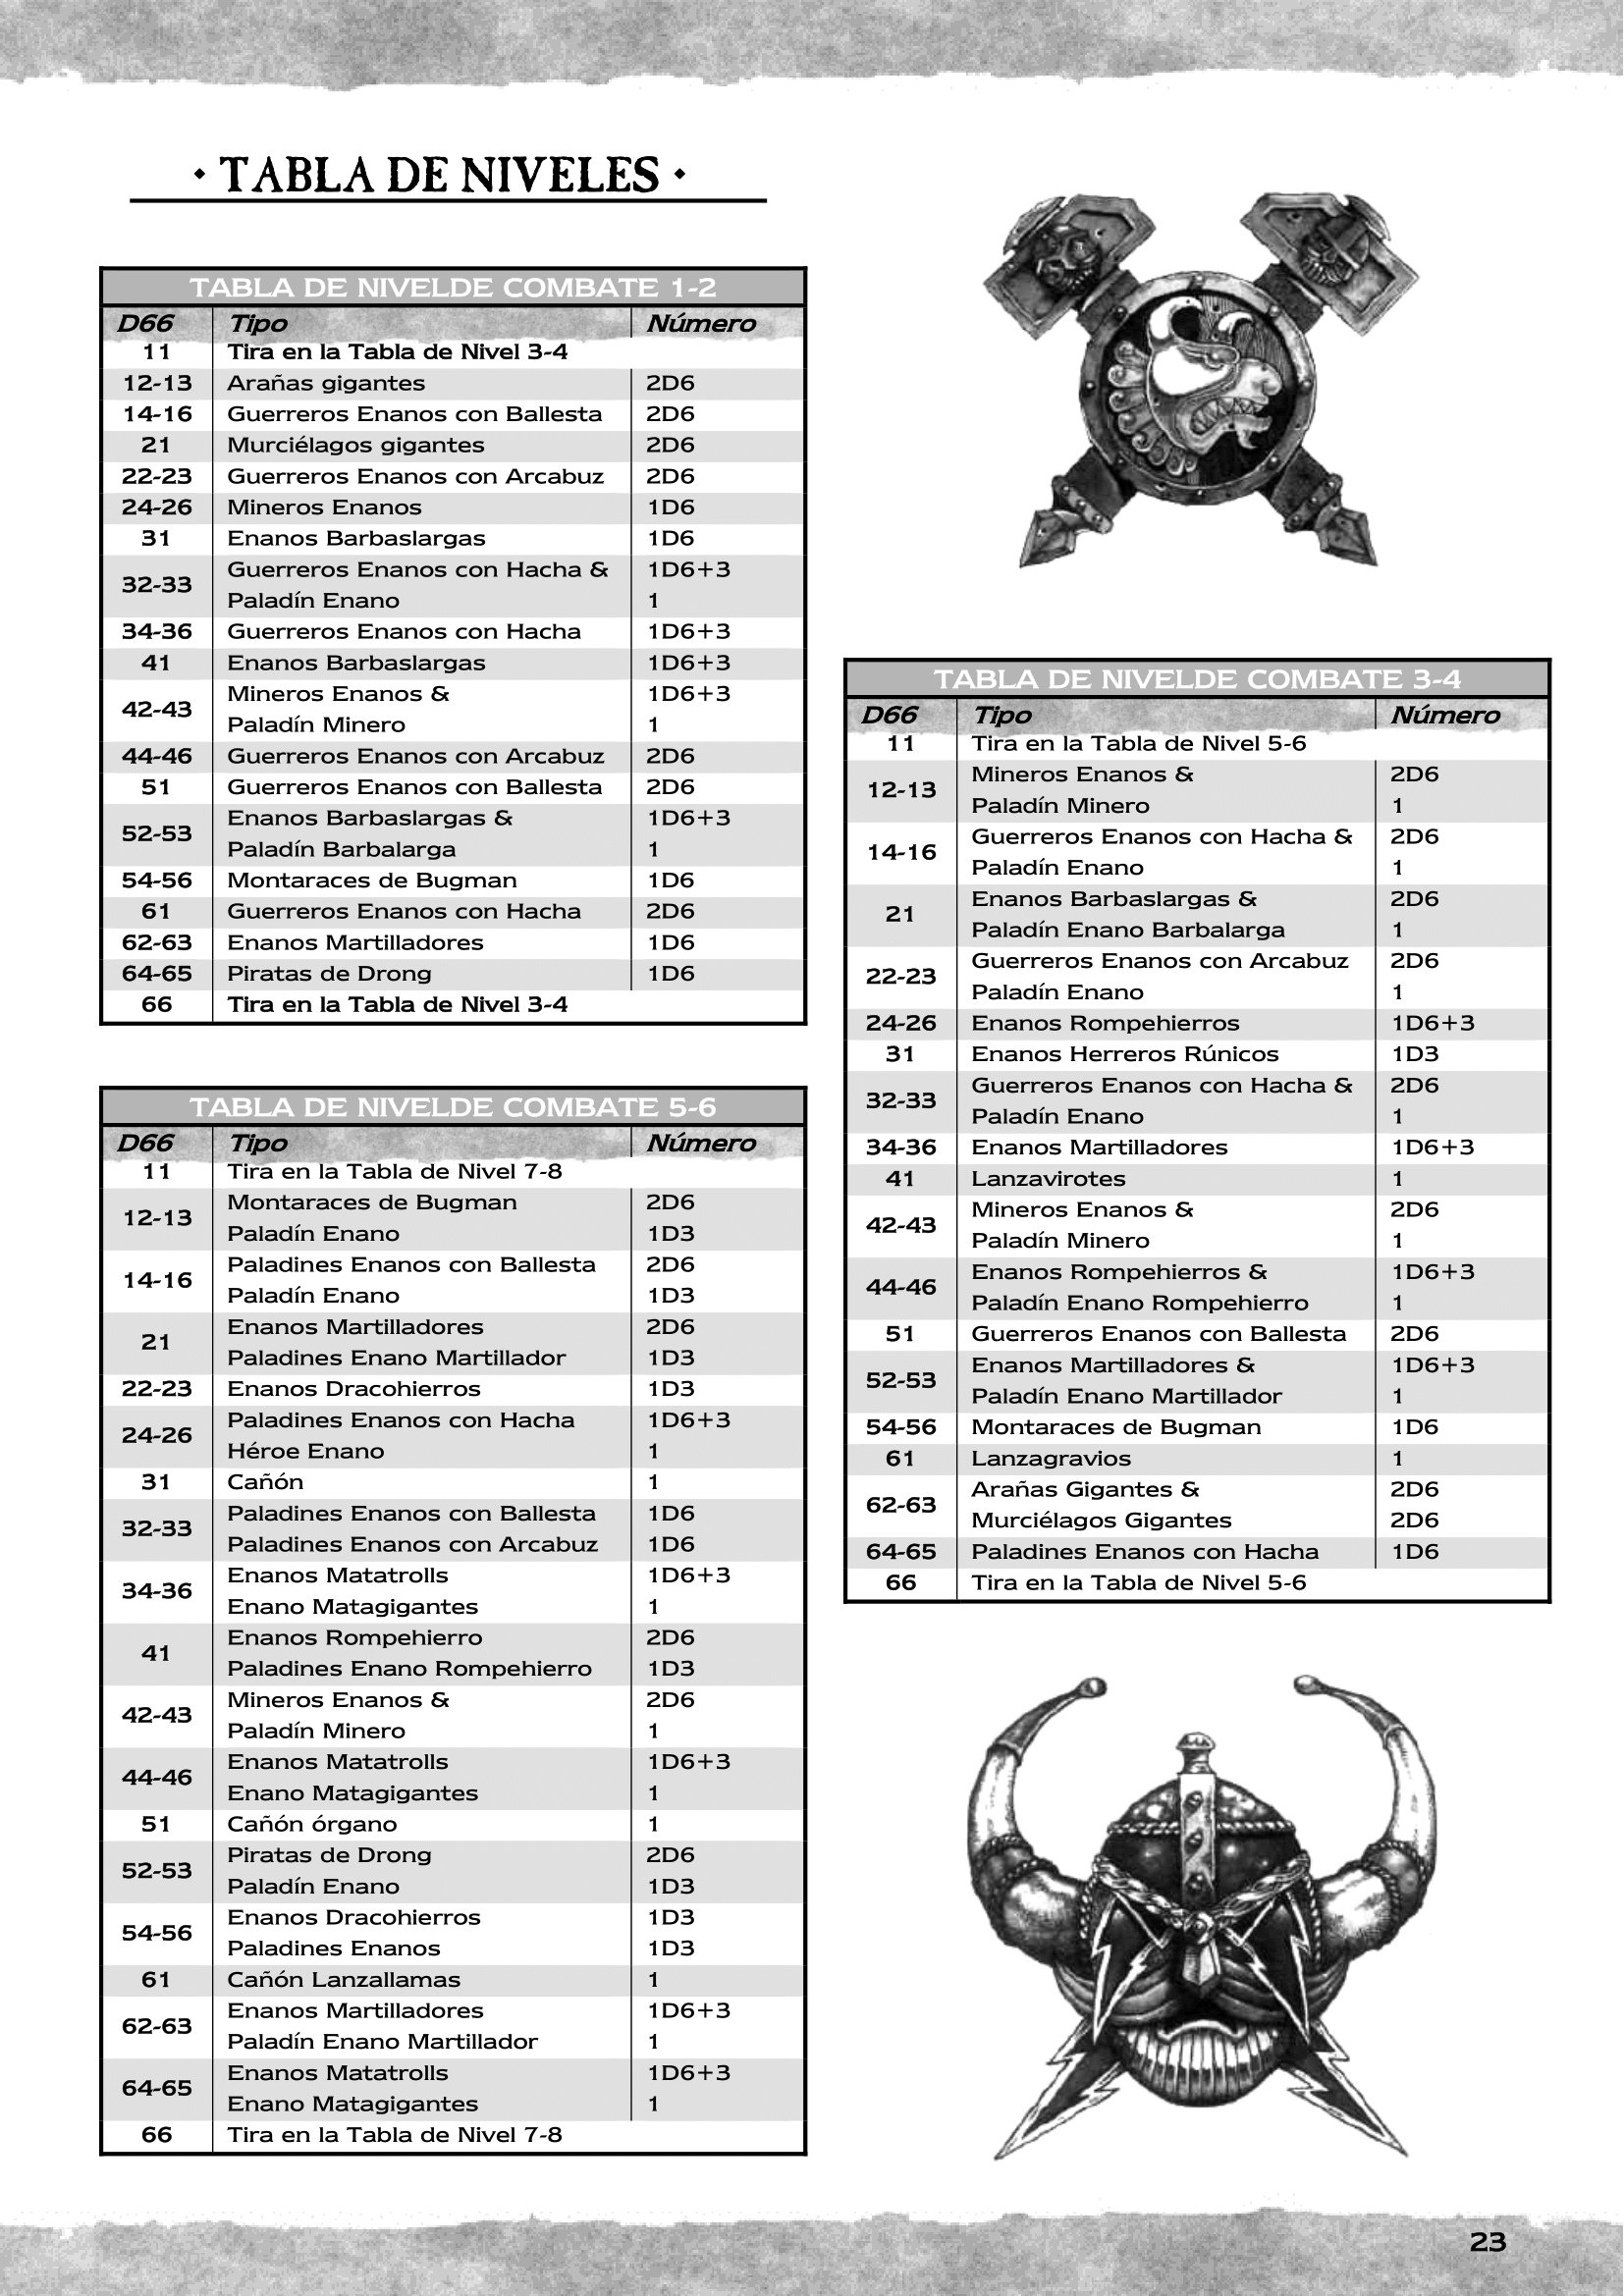 · TABLA DE NIVELES ·
TABLA DE NIVELDE COMBATE 1-2
D66 Tipo Número
11 Tira en la Tabla de Nivel 3-4
12-13 Arañas gigantes 2D6
14-16 Guerreros Enanos con Ballesta 2D6
21 Murciélagos gigantes 2D6
22-23 Guerreros Enanos con Arcabuz 2D6
24-26 Mineros Enanos 1D6
31 Enanos Barbaslargas 1D6
32-33 Guerreros Enanos con Hacha & 1D6+3
Paladín Enano 1
34-36 Guerreros Enanos con Hacha 1D6+3
41 Enanos Barbaslargas 1D6+3
42-43 Mineros Enanos & 1D6+3
Paladín Minero 1
44-46 Guerreros Enanos con Arcabuz 2D6
51 Guerreros Enanos con Ballesta 2D6
52-53 Enanos Barbaslargas & 1D6+3
Paladín Barbalarga 1
54-56 Montaraces de Bugman 1D6
61 Guerreros Enanos con Hacha 2D6
62-63 Enanos Martilladores 1D6
64-65 Piratas de Drong 1D6
66 Tira en la Tabla de Nivel 3-4
TABLA DE NIVELDE COMBATE 5-6
D66 Tipo Número
11 Tira en la Tabla de Nivel 7-8
12-13 Montaraces de Bugman 2D6
Paladín Enano 1D3
14-16 Paladines Enanos con Ballesta 2D6
Paladín Enano 1D3
21 Enanos Martilladores 2D6
Paladines Enano Martillador 1D3
22-23 Enanos Dracohierros 1D3
24-26 Paladines Enanos con Hacha 1D6+3
Héroe Enano 1
31 Cañón 1
32-33 Paladines Enanos con Ballesta 1D6
Paladines Enanos con Arcabuz 1D6
34-36 Enanos Matatrolls 1D6+3
Enano Matagigantes 1
41 Enanos Rompehierro 2D6
Paladines Enano Rompehierro 1D3
42-43 Mineros Enanos & 2D6
Paladín Minero 1
44-46 Enanos Matatrolls 1D6+3
Enano Matagigantes 1
51 Cañón órgano 1
52-53 Piratas de Drong 2D6
Paladín Enano 1D3
54-56 Enanos Dracohierros 1D3
Paladines Enanos 1D3
61 Cañón Lanzallamas 1
62-63 Enanos Martilladores 1D6+3
Paladín Enano Martillador 1
64-65 Enanos Matatrolls 1D6+3
Enano Matagigantes 1
66 Tira en la Tabla de Nivel 7-8
TABLA DE NIVELDE COMBATE 3-4
D66 Tipo Número
11 Tira en la Tabla de Nivel 5-6
12-13 Mineros Enanos & 2D6
Paladín Minero 1
14-16 Guerreros Enanos con Hacha & 2D6
Paladín Enano 1
21 Enanos Barbaslargas & 2D6
Paladín Enano Barbalarga 1
22-23 Guerreros Enanos con Arcabuz 2D6
Paladín Enano 1
24-26 Enanos Rompehierros 1D6+3
31 Enanos Herreros Rúnicos 1D3
32-33 Guerreros Enanos con Hacha & 2D6
Paladín Enano 1
34-36 Enanos Martilladores 1D6+3
41 Lanzavirotes 1
42-43 Mineros Enanos & 2D6
Paladín Minero 1
44-46 Enanos Rompehierros & 1D6+3
Paladín Enano Rompehierro 1
51 Guerreros Enanos con Ballesta 2D6
52-53 Enanos Martilladores & 1D6+3
Paladín Enano Martillador 1
54-56 Montaraces de Bugman 1D6
61 Lanzagravios 1
62-63 Arañas Gigantes & 2D6
Murciélagos Gigantes 2D6
64-65 Paladines Enanos con Hacha 1D6
66 Tira en la Tabla de Nivel 5-6
23